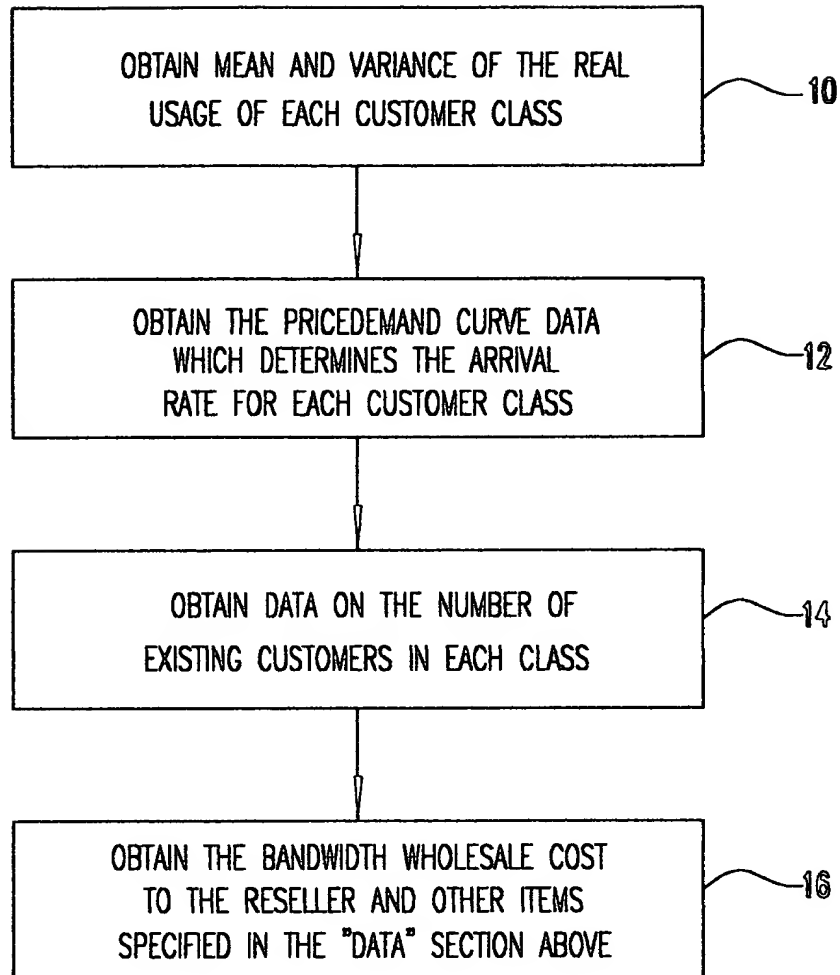 OBTAIN MEAN AND VARIANCE OF THE REAL
USAGE OF EACH CUSTOMER CLASS
10
OBTAIN THE PRICEDEMAND CURVE DATA
WHICH DETERMINES THE ARRIVAL
RATE FOR EACH CUSTOMER CLASS
12
OBTAIN DATA ON THE NUMBER OF
EXISTING CUSTOMERS IN EACH CLASS
14
OBTAIN THE BANDWIDTH WHOLESALE COST
TO THE RESELLER AND OTHER ITEMS
SPECIFIED IN THE "DATA" SECTION ABOVE
16